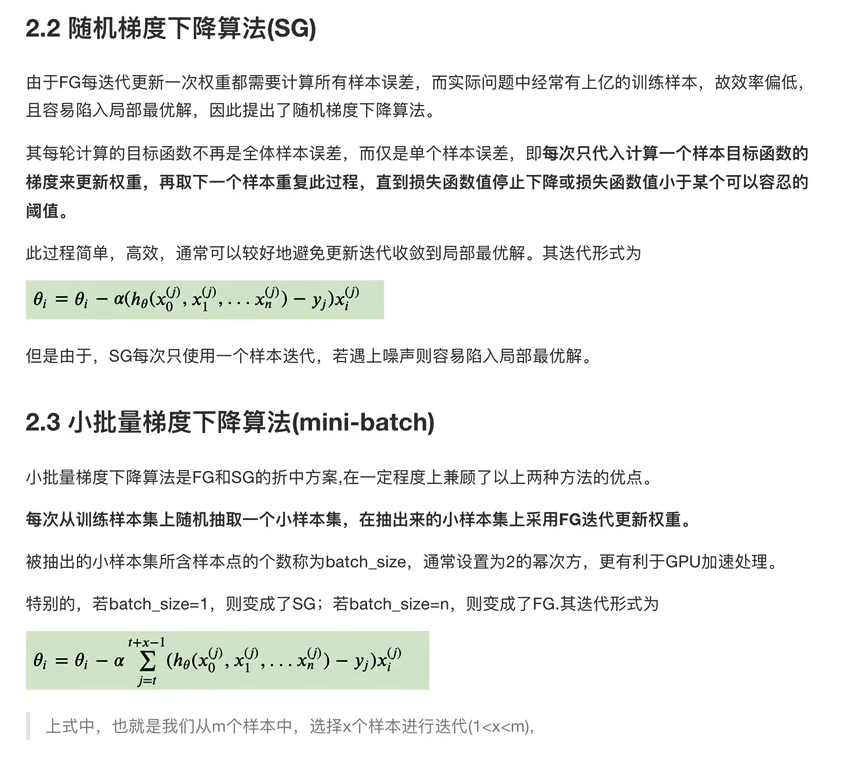 2.2 随机梯度下降算法(SG)
由于FG每迭代更新一次权重都需要计算所有样本误差，而实际问题中经常有上亿的训练样本，故效率偏低，
且容易陷入局部最优解，因此提出了随机梯度下降算法。
其每轮计算的目标函数不再是全体样本误差，而仅是单个样本误差，即每次只代入计算一个样本目标函数的
梯度来更新权重，再取下一个样本重复此过程，直到损失函数值停止下降或损失函数值小于某个可以容忍的
阈值。
此过程简单，高效，通常可以较好地避免更新迭代收敛到局部最优解。其迭代形式为
θ_i = θ_i − α(h_θ(x_0^{(j)}, x_1^{(j)}, . . . x_n^{(j)}) − y_j)x_i^{(j)}
但是由于，SG每次只使用一个样本迭代，若遇上噪声则容易陷入局部最优解。
2.3 小批量梯度下降算法(mini-batch)
小批量梯度下降算法是FG和SG的折中方案,在一定程度上兼顾了以上两种方法的优点。
每次从训练样本集上随机抽取一个小样本集，在抽出来的小样本集上采用FG迭代更新权重。
被抽出的小样本集所含样本点的个数称为batch_size，通常设置为2的幂次方，更有利于GPU加速处理。
特别的，若batch_size=1，则变成了SG；若batch_size=n，则变成了FG.其迭代形式为
θ_i = θ_i − α ∑_{j=t}^{t+x−1} (h_θ(x_0^{(j)}, x_1^{(j)}, . . . x_n^{(j)}) − y_j)x_i^{(j)}
上式中，也就是我们从m个样本中，选择x个样本进行迭代(1<x<m),